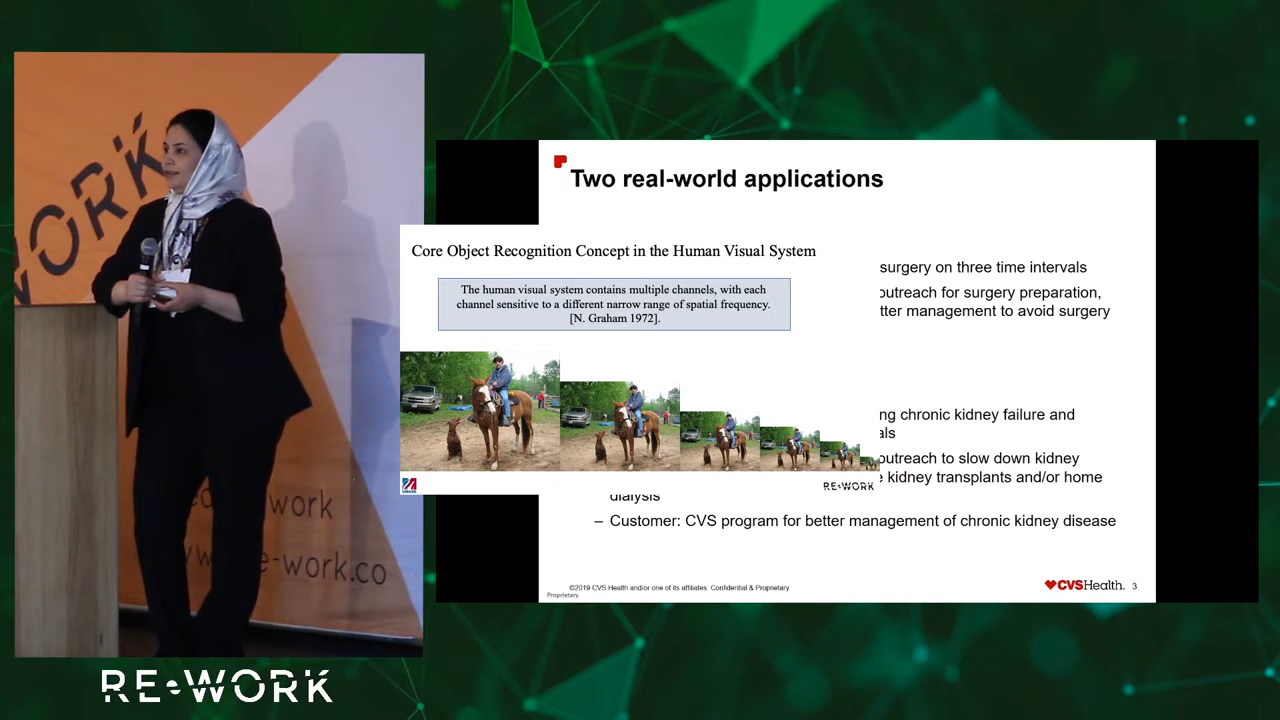 WORK
re-work
www.re-work.co
RE•WORK
Two real-world applications
surgery on three time intervals
outreach for surgery preparation,
tter management to avoid surgery
ng chronic kidney failure and
als
outreach to slow down kidney
e kidney transplants and/or home
dialysis
– Customer: CVS program for better management of chronic kidney disease
©2019 CVS Health and/or one of its affiliates: Confidential & Proprietary
Proprietary
CVSHealth.
3
Core Object Recognition Concept in the Human Visual System
The human visual system contains multiple channels, with each
channel sensitive to a different narrow range of spatial frequency.
[N. Graham 1972].
RE•WORK